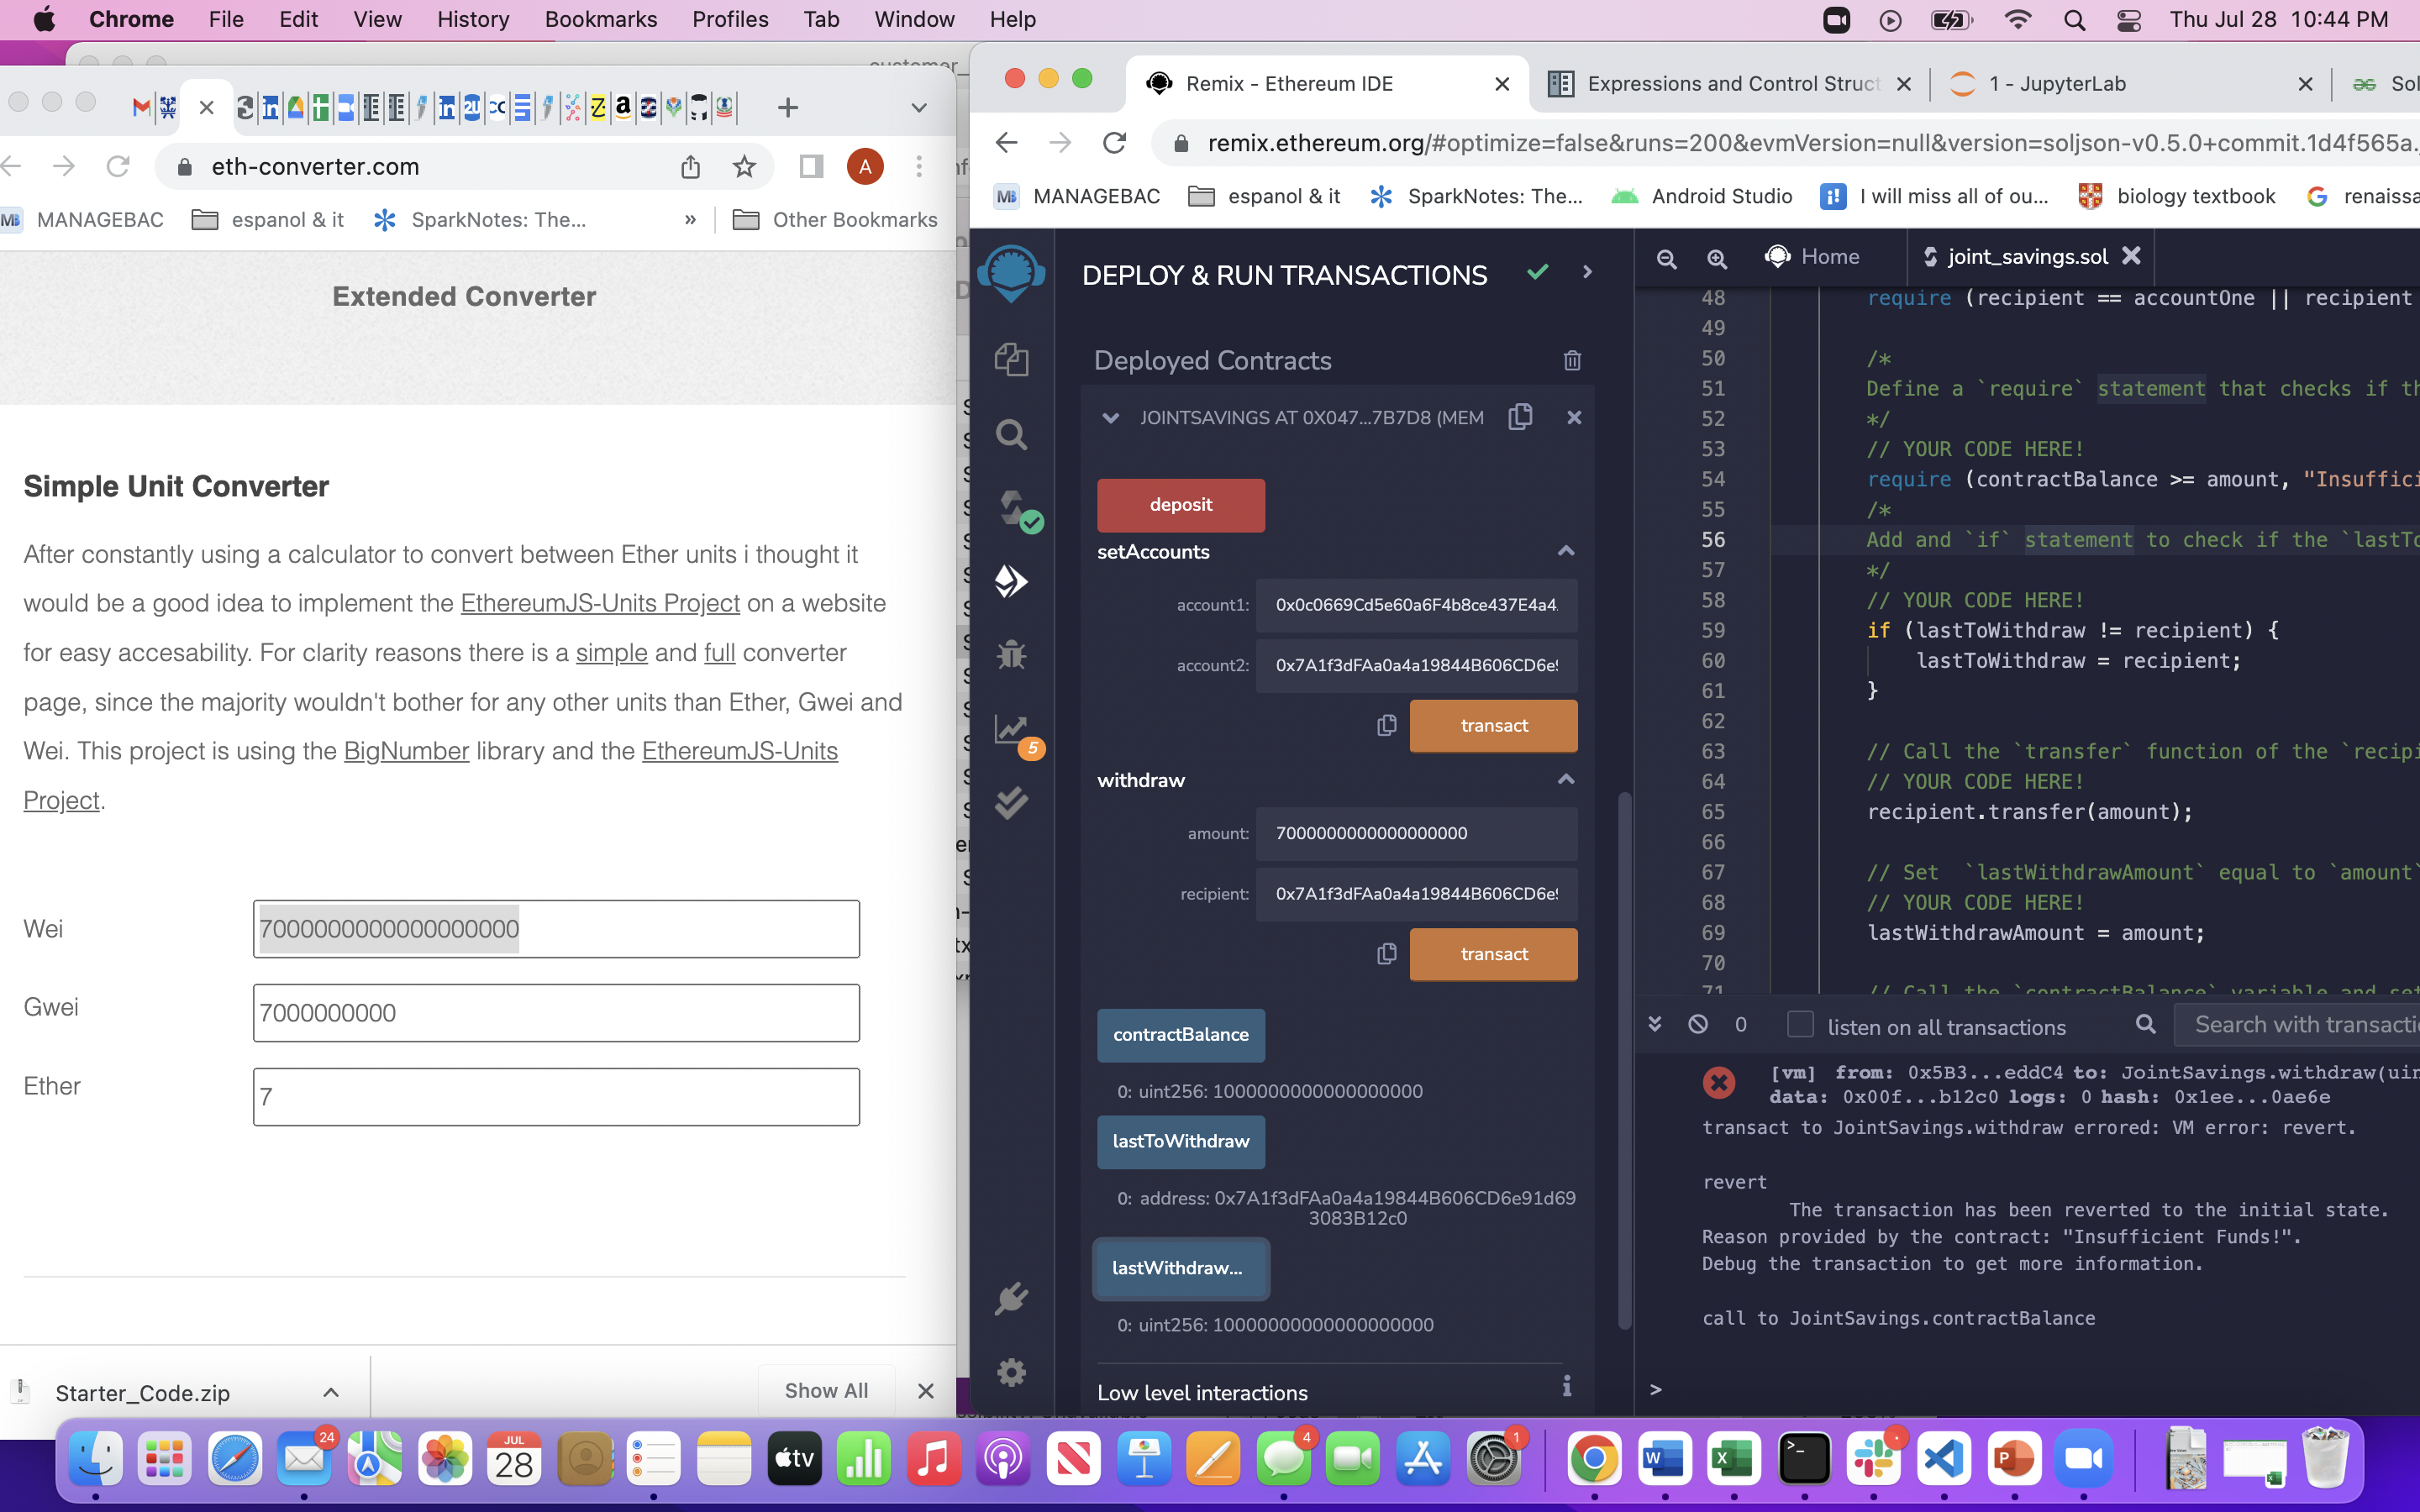 Chrome File Edit View History Bookmarks Profiles Tab Window Help Thu Jul 28 10:44 PM
eth-converter.com
A
MANAGEBAC espanol & it SparkNotes: The... » Other Bookmarks
Extended Converter
Simple Unit Converter
After constantly using a calculator to convert between Ether units i thought it
would be a good idea to implement the EthereumJS-Units Project on a website
for easy accesability. For clarity reasons there is a simple and full converter
page, since the majority wouldn't bother for any other units than Ether, Gwei and
Wei. This project is using the BigNumber library and the EthereumJS-Units
Project.
Wei 7000000000000000000
Gwei 7000000000
Ether 7
Starter_Code.zip Show All
Remix - Ethereum IDE Expressions and Control Struct 1 - JupyterLab Sol
remix.ethereum.org/#optimize=false&runs=200&evmVersion=null&version=soljson-v0.5.0+commit.1d4f565a.
MANAGEBAC espanol & it SparkNotes: The... Android Studio I will miss all of ou... biology textbook renaissa
DEPLOY & RUN TRANSACTIONS
Deployed Contracts
JOINTSAVINGS AT 0X047...7B7D8 (MEM
deposit
setAccounts
account1: 0x0c0669Cd5e60a6F4b8ce437E4a4
account2: 0x7A1f3dFAa0a4a19844B606CD6e
transact
withdraw
amount: 7000000000000000000
recipient: 0x7A1f3dFAa0a4a19844B606CD6e
transact
contractBalance
0: uint256: 1000000000000000000
lastToWithdraw
0: address: 0x7A1f3dFAa0a4a19844B606CD6e91d69
3083B12c0
lastWithdraw...
0: uint256: 10000000000000000000
Low level interactions
5
Home joint_savings.sol
48 require (recipient == accountOne || recipient
49
50 /*
51 Define a `require` statement that checks if th
52 */
53 // YOUR CODE HERE!
54 require (contractBalance >= amount, "Insuffici
55 /*
56 Add and `if` statement to check if the `lastTo
57 */
58 // YOUR CODE HERE!
59 if (lastToWithdraw != recipient) {
60 lastToWithdraw = recipient;
61 }
62
63 // Call the `transfer` function of the `recipi
64 // YOUR CODE HERE!
65 recipient.transfer(amount);
66
67 // Set `lastWithdrawAmount` equal to `amount`
68 // YOUR CODE HERE!
69 lastWithdrawAmount = amount;
70
71 // Call the `contractBalance` variable and set
0 listen on all transactions Search with transacti
[vm] from: 0x5B3...eddC4 to: JointSavings.withdraw(uin
data: 0x00f...b12c0 logs: 0 hash: 0x1ee...0ae6e
transact to JointSavings.withdraw errored: VM error: revert.
revert
The transaction has been reverted to the initial state.
Reason provided by the contract: "Insufficient Funds!".
Debug the transaction to get more information.
call to JointSavings.contractBalance
>
24 JUL 28 tv 4 1